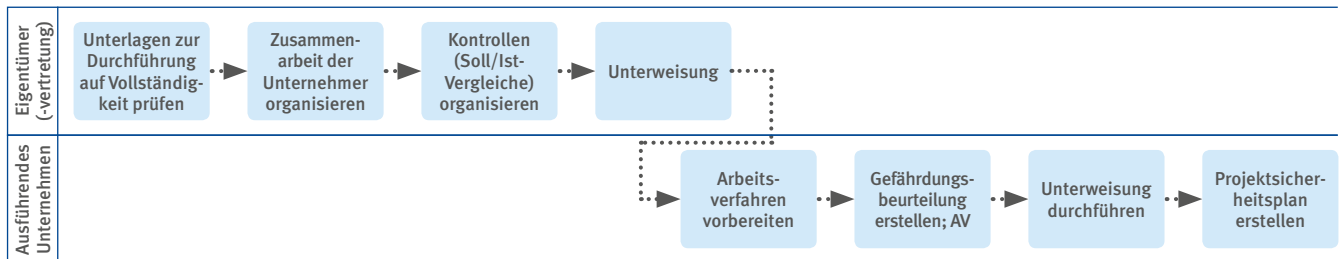 Eigentümer
(-vertretung)
Unterlagen zur
Durchführung
auf Vollständig-
keit prüfen
Zusammen-
arbeit der
Unternehmer
organisieren
Kontrollen
(Soll/Ist-
Vergleiche)
organisieren
Unterweisung
Ausführendes
Unternehmen
Arbeits-
verfahren
vorbereiten
Gefährdungs-
beurteilung
erstellen; AV
Unterweisung
durchführen
Projektsicher-
heitsplan
erstellen